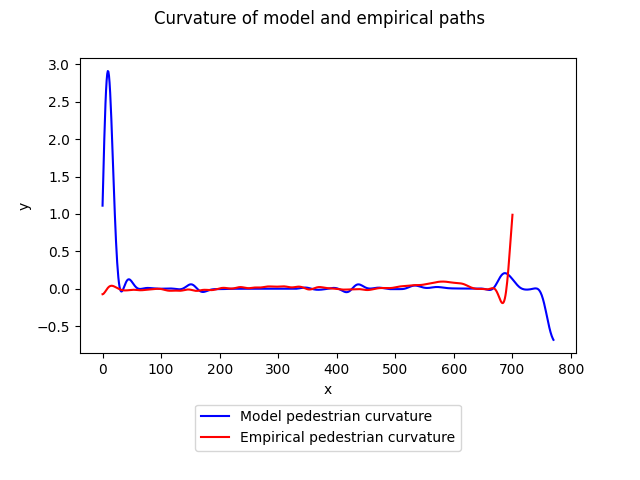 Curvature of model and empirical paths
3.0
2.5
2.0
1.5
1.0
0.5
0.0
−0.5
y
0 100 200 300 400 500 600 700 800
x
Model pedestrian curvature
Empirical pedestrian curvature